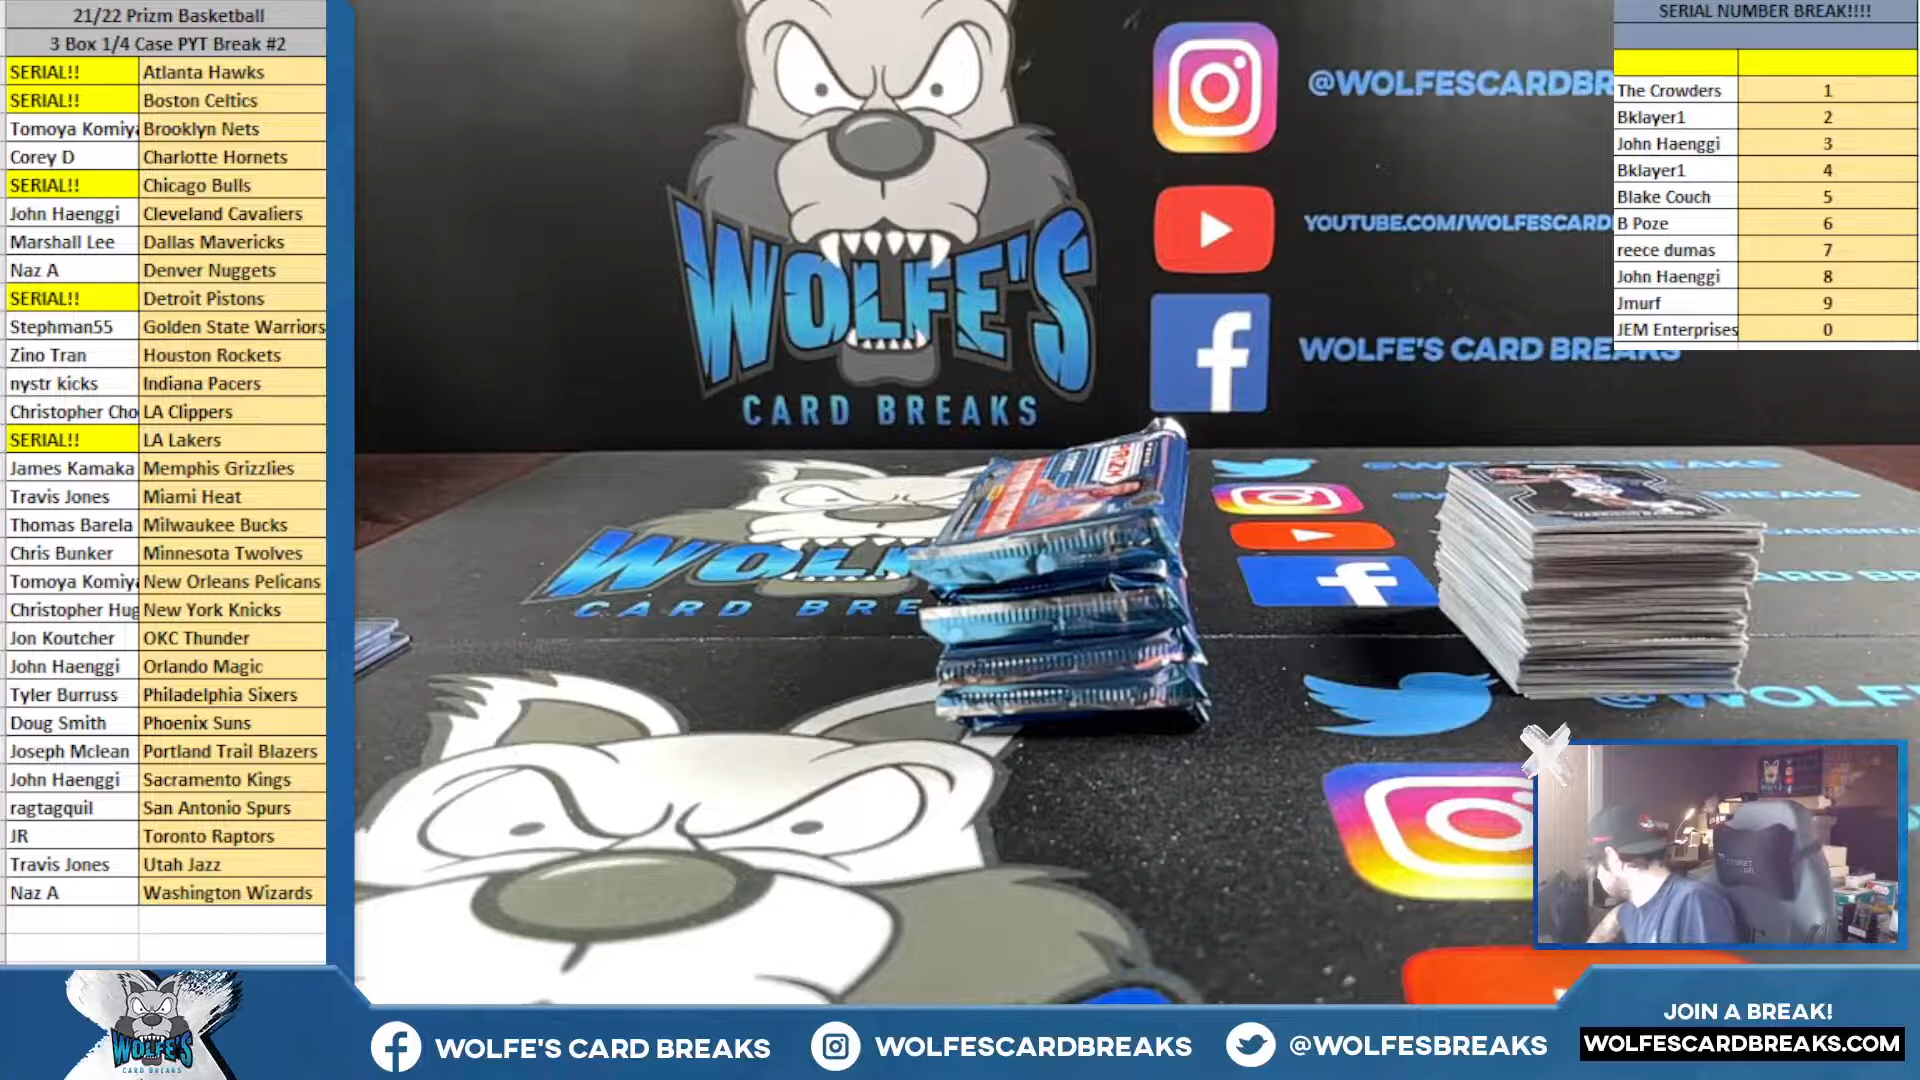 21/22 Prizm Basketball
3 Box 1/4 Case PYT Break #2
SERIAL!! Atlanta Hawks
SERIAL!! Boston Celtics
Tomoya Komiya Brooklyn Nets
Corey D Charlotte Hornets
SERIAL!! Chicago Bulls
John Haenggi Cleveland Cavaliers
Marshall Lee Dallas Mavericks
Naz A Denver Nuggets
SERIAL!! Detroit Pistons
Stephman55 Golden State Warriors
Zino Tran Houston Rockets
nystr kicks Indiana Pacers
Christopher Cho LA Clippers
SERIAL!! LA Lakers
James Kamaka Memphis Grizzlies
Travis Jones Miami Heat
Thomas Barela Milwaukee Bucks
Chris Bunker Minnesota Twolves
Tomoya Komiya New Orleans Pelicans
Christopher Hug New York Knicks
Jon Koutcher OKC Thunder
John Haenggi Orlando Magic
Tyler Burruss Philadelphia Sixers
Doug Smith Phoenix Suns
Joseph Mclean Portland Trail Blazers
John Haenggi Sacramento Kings
ragtagquil San Antonio Spurs
JR Toronto Raptors
Travis Jones Utah Jazz
Naz A Washington Wizards
WOLFE'S
CARD BREAKS
@WOLFESCARDBR
YOUTUBE.COM/WOLFESCARD
WOLFE'S CARD BREAKS
SERIAL NUMBER BREAK!!!!
The Crowders 1
Bklayer1 2
John Haenggi 3
Bklayer1 4
Blake Couch 5
B Poze 6
reece dumas 7
John Haenggi 8
Jmurf 9
JEM Enterprises 0
PRIZM
WOLF
CARD BRE
@WOLF
WOLFE'S
CARD BREAKS
WOLFE'S CARD BREAKS
WOLFESCARDBREAKS
@WOLFESBREAKS
JOIN A BREAK!
WOLFESCARDBREAKS.COM